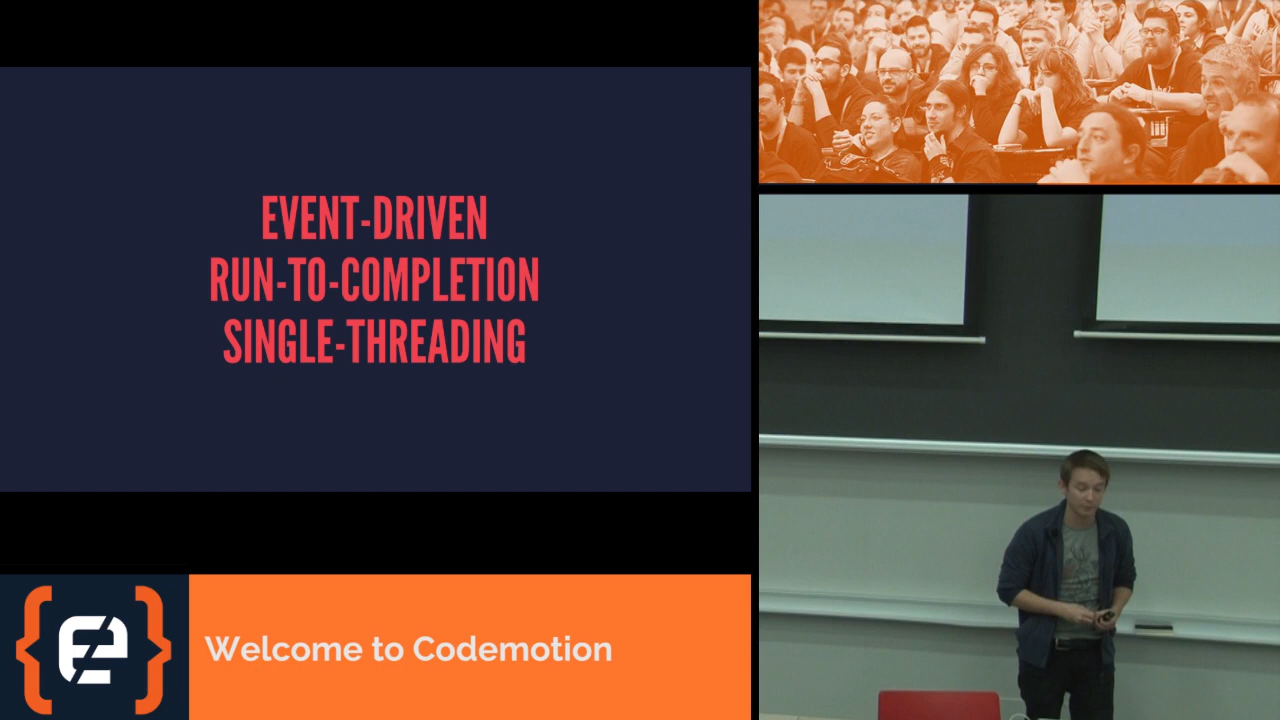 EVENT-DRIVEN
RUN-TO-COMPLETION
SINGLE-THREADING
Welcome to Codemotion